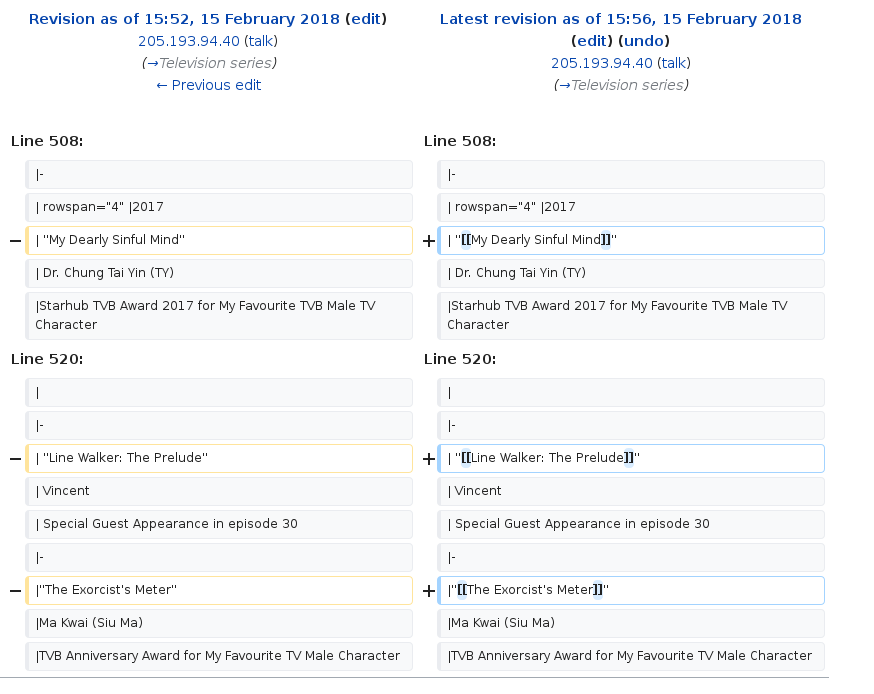 Revision as of 15:52, 15 February 2018 (edit)
205.193.94.40 (talk)
(→Television series)
← Previous edit
Latest revision as of 15:56, 15 February 2018
(edit) (undo)
205.193.94.40 (talk)
(→Television series)
Line 508:
Line 508:
|-
|-
| rowspan="4" |2017
| rowspan="4" |2017
− | ''My Dearly Sinful Mind''
+ | ''[[My Dearly Sinful Mind]]''
| Dr. Chung Tai Yin (TY)
| Dr. Chung Tai Yin (TY)
|Starhub TVB Award 2017 for My Favourite TVB Male TV
Character
|Starhub TVB Award 2017 for My Favourite TVB Male TV
Character
Line 520:
Line 520:
|
|
|-
|-
− | ''Line Walker: The Prelude''
+ | ''[[Line Walker: The Prelude]]''
| Vincent
| Vincent
| Special Guest Appearance in episode 30
| Special Guest Appearance in episode 30
|-
|-
− |''The Exorcist's Meter''
+ |''[[The Exorcist's Meter]]''
|Ma Kwai (Siu Ma)
|Ma Kwai (Siu Ma)
|TVB Anniversary Award for My Favourite TV Male Character
|TVB Anniversary Award for My Favourite TV Male Character